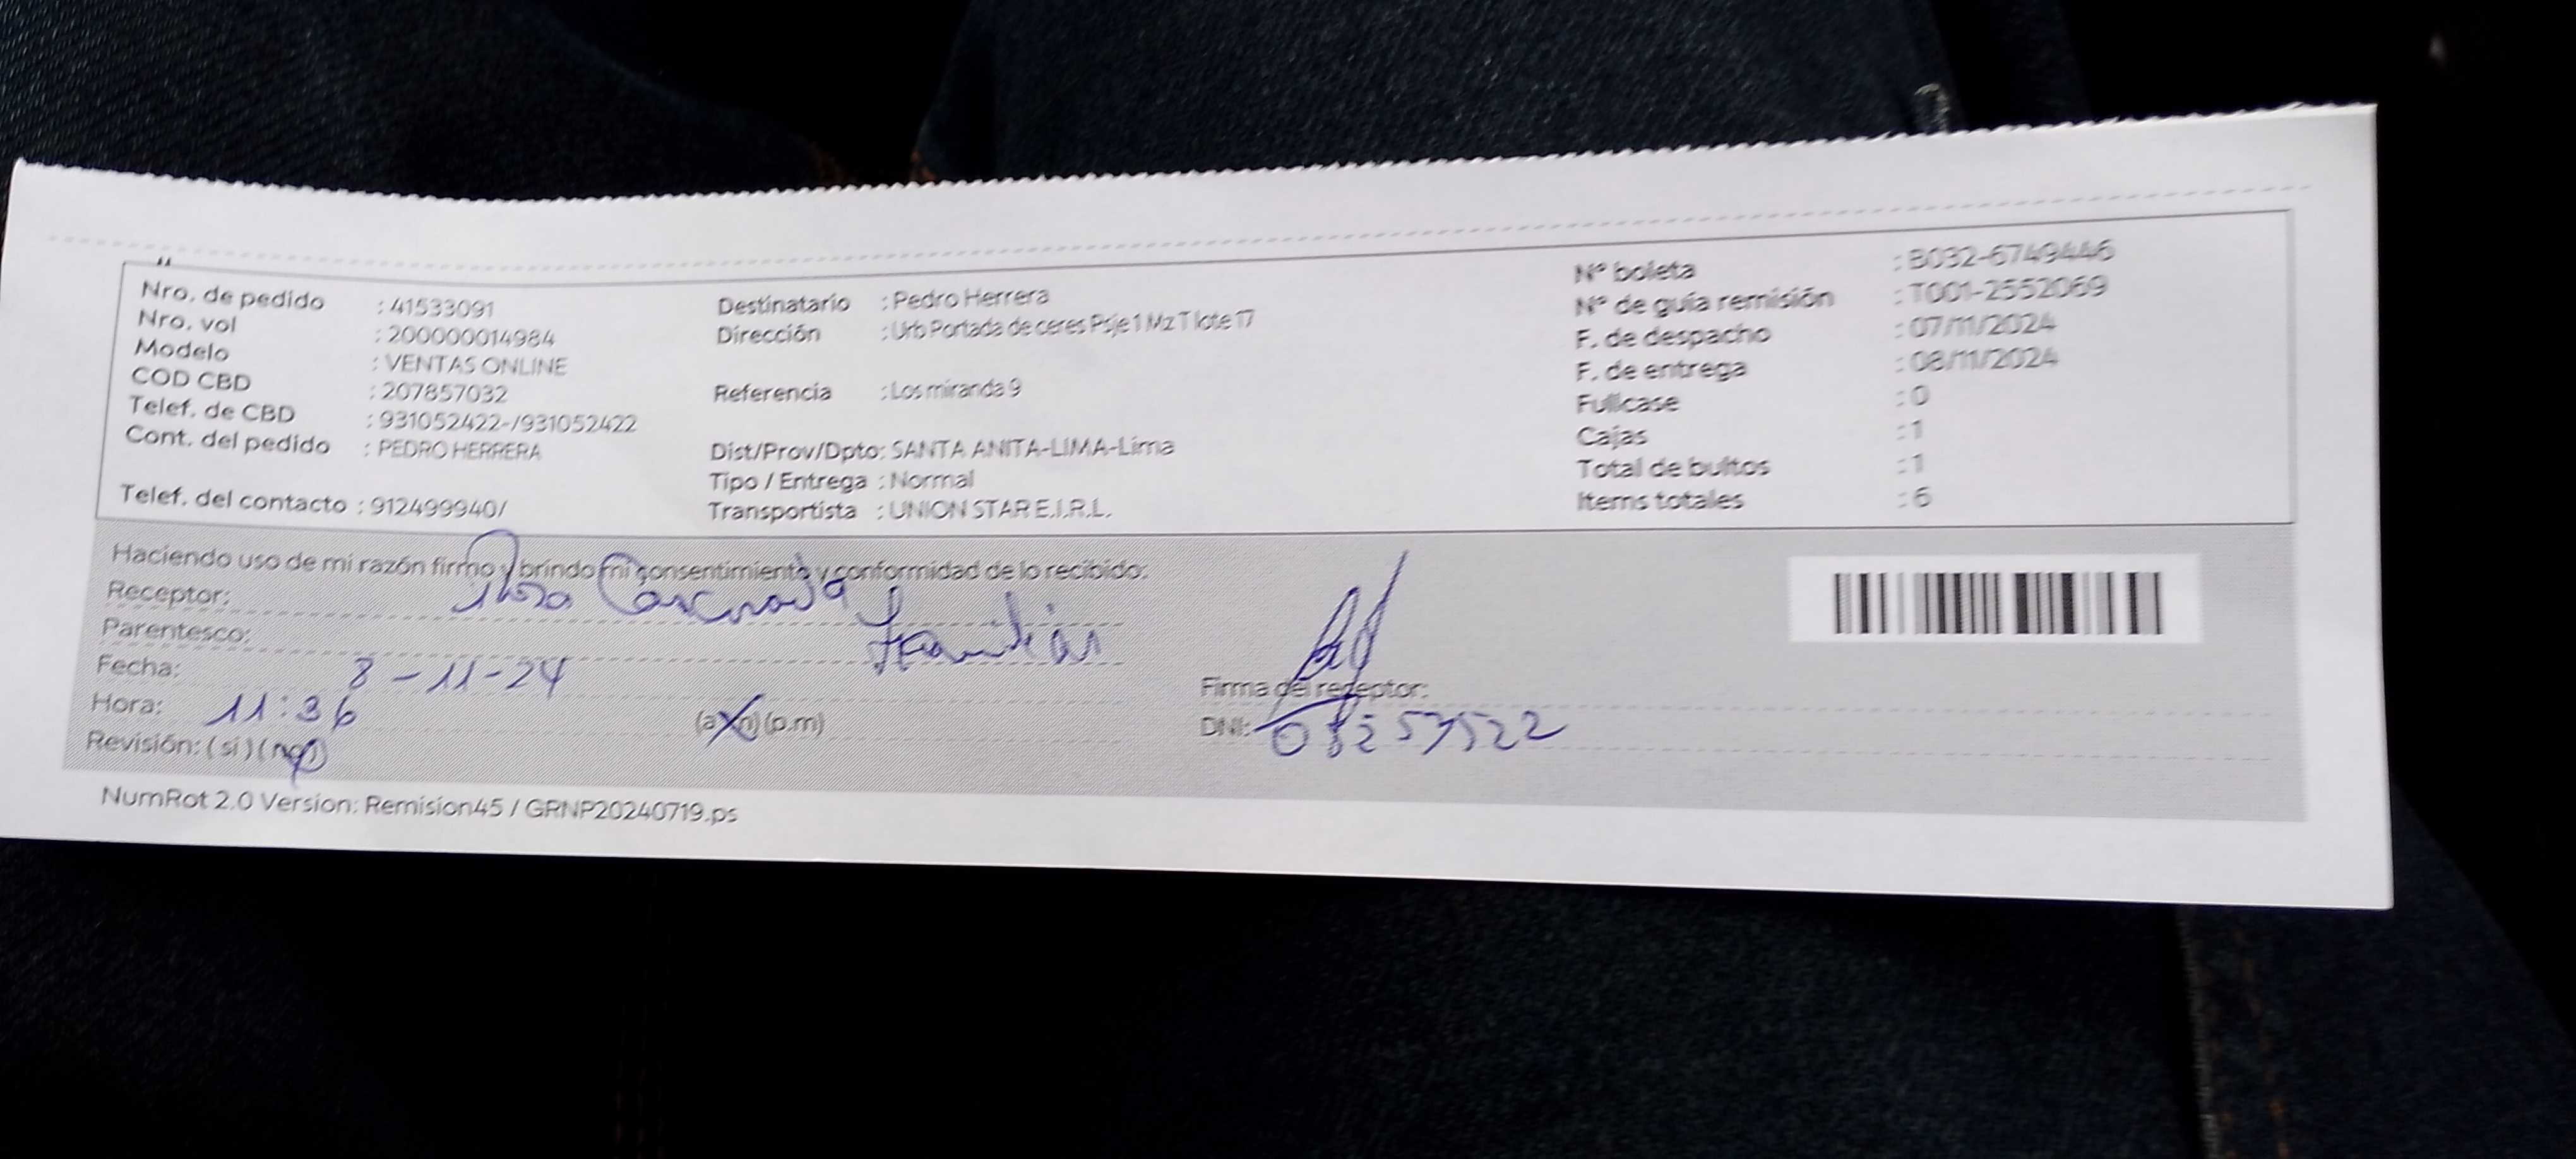 Nro. de pedido : 41533091
Nro. vol : 200000014984
Modelo : VENTAS ONLINE
COD CBD : 207857032
Telef. de CBD : 931052422-/931052422
Cont. del pedido : PEDRO HERRERA
Telef. del contacto : 912499940/
Destinatario : Pedro Herrera
Dirección : Urb Portada de ceres Psje 1 Mz T lote 17
Referencia : Los miranda 9
Dist/Prov/Dpto: SANTA ANITA-LIMA-Lima
Tipo / Entrega : Normal
Transportista : UNION STAR E.I.R.L.
N° boleta : B032-6749446
N° de guía remisión : T001-2552069
F. de despacho : 07/11/2024
F. de entrega : 08/11/2024
Fullcase : 0
Cajas : 1
Total de bultos : 1
Items totales : 6
Haciendo uso de mi razón firmo y brindo mi consentimiento y conformidad de lo recibido:
Receptor: Rosa
Parentesco: Familiar
Fecha: 8-11-24
Hora: 11:36 (a.m) (p.m)
Revisión: (si) (no)
Firma del receptor:
DNI: 08257522
NumRot 2.0 Version: Remision45 / GRNP20240719.ps